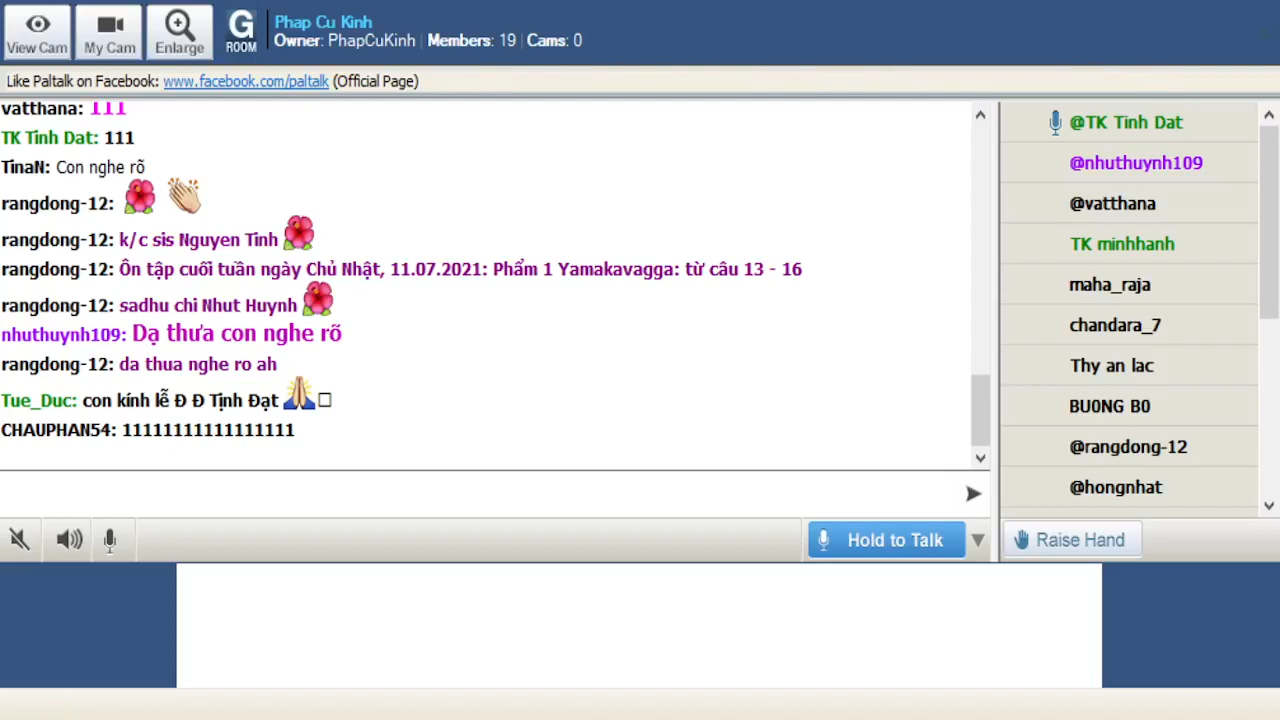 View Cam
My Cam
Enlarge
G
ROOM
Phap Cu Kinh
Owner: PhapCuKinh | Members: 19 | Cams: 0
Like Paltalk on Facebook: www.facebook.com/paltalk (Official Page)
vatthana: 111
TK Tinh Dat: 111
TinaN: Con nghe rõ
rangdong-12:
rangdong-12: k/c sis Nguyen Tinh
rangdong-12: Ôn tập cuối tuần ngày Chủ Nhật, 11.07.2021: Phẩm 1 Yamakavagga: từ câu 13 - 16
rangdong-12: sadhu chi Nhut Huynh
nhuthuynh109: Dạ thưa con nghe rõ
rangdong-12: da thua nghe ro ah
Tue_Duc: con kính lễ Đ Đ Tịnh Đạt
CHAUPHAN54: 11111111111111111
@TK Tinh Dat
@nhuthuynh109
@vatthana
TK minhhanh
maha_raja
chandara_7
Thy an lac
BU0NG B0
@rangdong-12
@hongnhat
Hold to Talk
Raise Hand